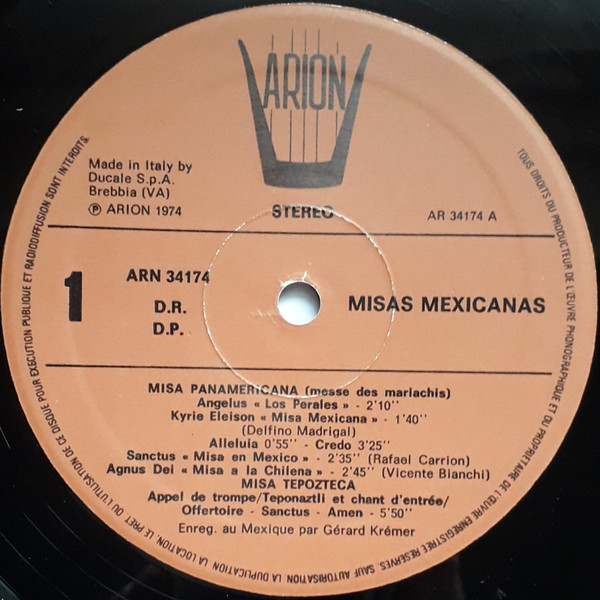 ARION
Made in Italy by
Ducale S.p.A.
Brebbia (VA)
℗ ARION 1974
STEREO
AR 34174 A
1
ARN 34174
D.R.
D.P.
MISAS MEXICANAS
MISA PANAMERICANA (messe des mariachis)
Angelus « Los Perales » - 2'10''
Kyrie Eleison « Misa Mexicana » - 1'40''
(Delfino Madrigal)
Alleluia 0'55'' - Credo 3'25''
Sanctus « Misa en Mexico » - 2'35'' (Rafael Carrion)
Agnus Dei « Misa a la Chilena » - 2'45'' (Vicente Bianchi)
MISA TEPOZTECA
Appel de trompe/Teponaztli et chant d'entrée/
Offertoire - Sanctus - Amen - 5'50''
Enreg. au Mexique par Gérard Krémer
TOUS DROITS DU PRODUCTEUR DE L'ŒUVRE PHONOGRAPHIQUE ET DU PROPRIETAIRE DE L'ŒUVRE ENREGISTREE RESERVES. SAUF AUTORISATION LA DUPLICATION, LA LOCATION, LE PRET, OU L'UTILISATION DE CE DISQUE POUR EXECUTION PUBLIQUE ET RADIODIFFUSION SONT INTERDITS.